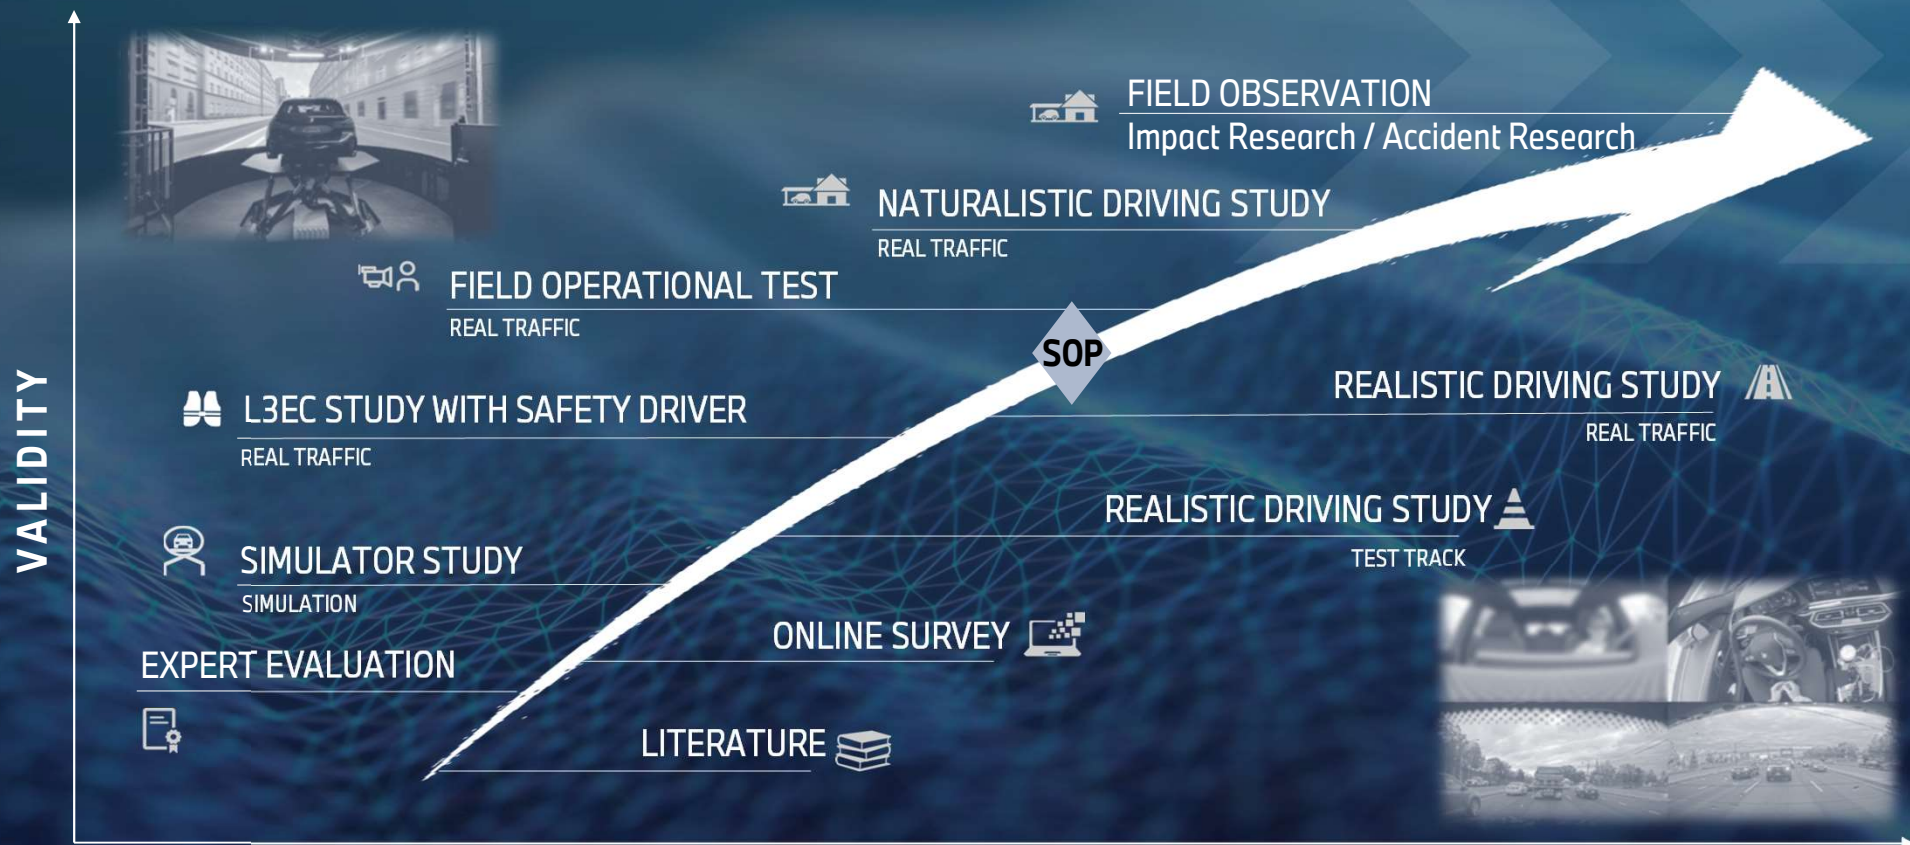 FIELD OBSERVATION
Impact Research / Accident Research
NATURALISTIC DRIVING STUDY
REAL TRAFFIC
FIELD OPERATIONAL TEST
REAL TRAFFIC
SOP
REALISTIC DRIVING STUDY
REAL TRAFFIC
L3EC STUDY WITH SAFETY DRIVER
REAL TRAFFIC
VALIDITY
REALISTIC DRIVING STUDY
TEST TRACK
SIMULATOR STUDY
SIMULATION
ONLINE SURVEY
EXPERT EVALUATION
LITERATURE